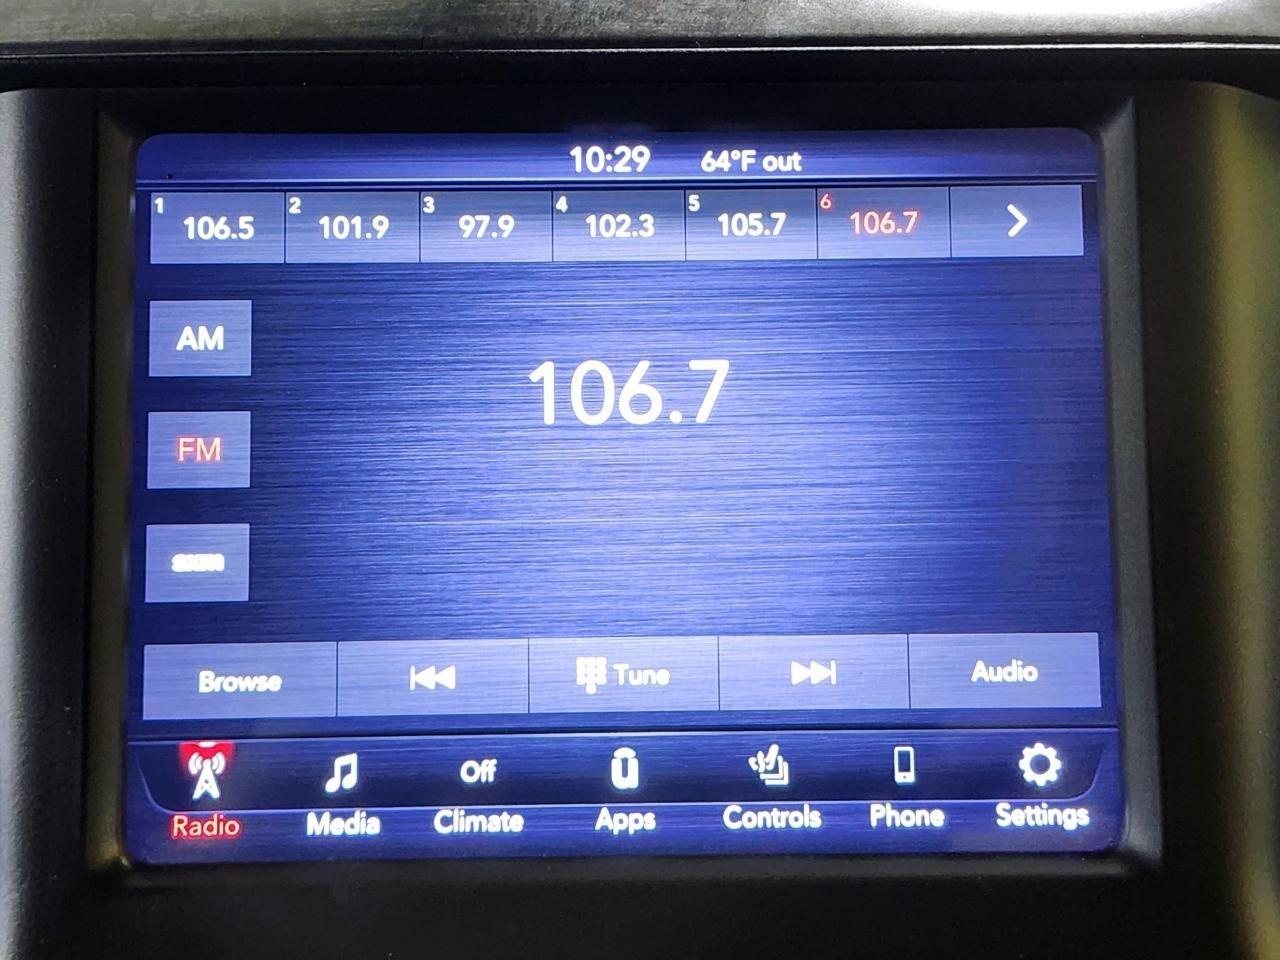 10:29 64°F out
1 106.5 2 101.9 3 97.9 4 102.3 5 105.7 6 106.7
AM
106.7
FM
Browse Tune Audio
Off
Radio Media Climate Apps Controls Phone Settings